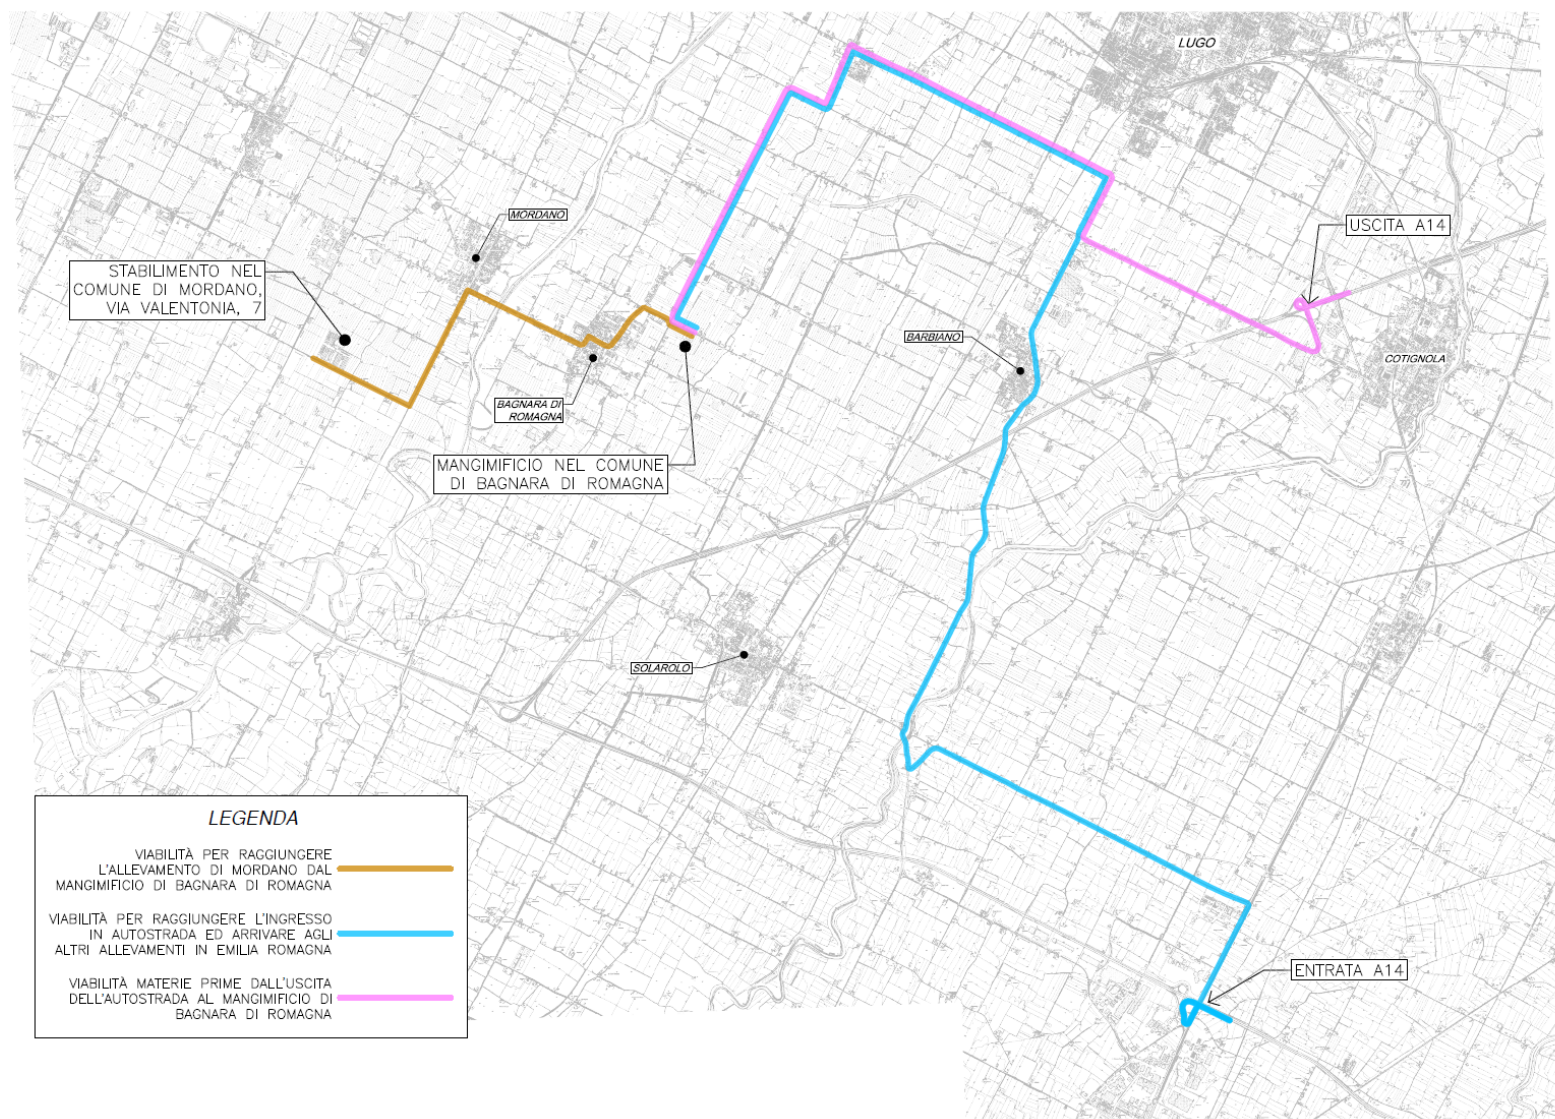 LUGO
MORDANO
USCITA A14
STABILIMENTO NEL
COMUNE DI MORDANO,
VIA VALENTONIA, 7
BARBIANO
COTIGNOLA
BAGNARA DI
ROMAGNA
MANGIMIFICIO NEL COMUNE
DI BAGNARA DI ROMAGNA
SOLAROLO
LEGENDA
VIABILITÀ PER RAGGIUNGERE
L'ALLEVAMENTO DI MORDANO DAL
MANGIMIFICIO DI BAGNARA DI ROMAGNA
VIABILITÀ PER RAGGIUNGERE L'INGRESSO
IN AUTOSTRADA ED ARRIVARE AGLI
ALTRI ALLEVAMENTI IN EMILIA ROMAGNA
VIABILITÀ MATERIE PRIME DALL'USCITA
DELL'AUTOSTRADA AL MANGIMIFICIO DI
BAGNARA DI ROMAGNA
ENTRATA A14